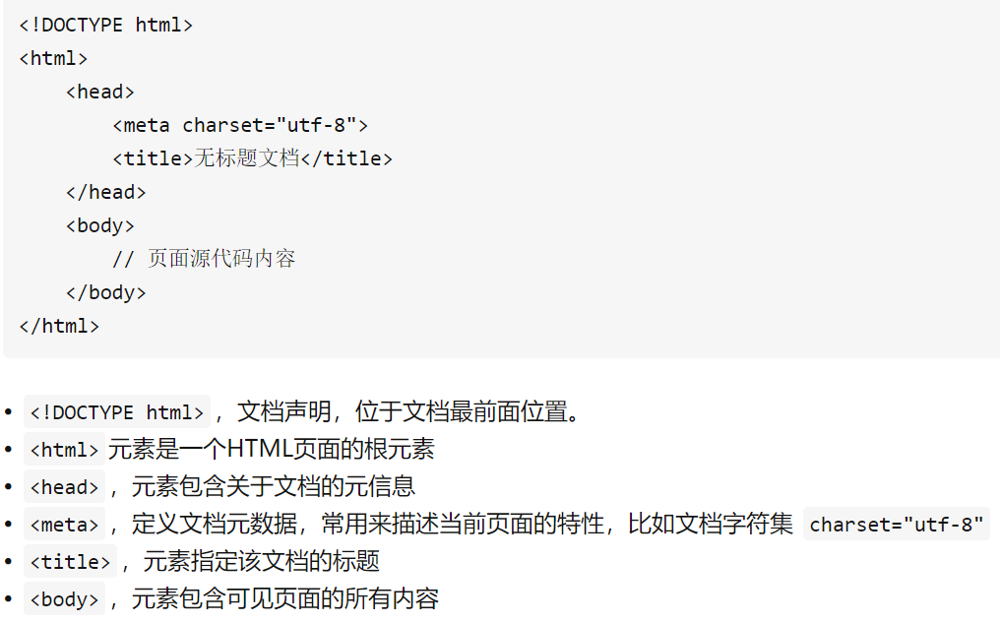 <!DOCTYPE html>
<html>
    <head>
        <meta charset="utf-8">
        <title>无标题文档</title>
    </head>
    <body>
        // 页面源代码内容
    </body>
</html>
• <!DOCTYPE html> ，文档声明，位于文档最前面位置。
• <html> 元素是一个HTML页面的根元素
• <head> ，元素包含关于文档的元信息
• <meta> ，定义文档元数据，常用来描述当前页面的特性，比如文档字符集 charset="utf-8"
• <title> ，元素指定该文档的标题
• <body> ，元素包含可见页面的所有内容